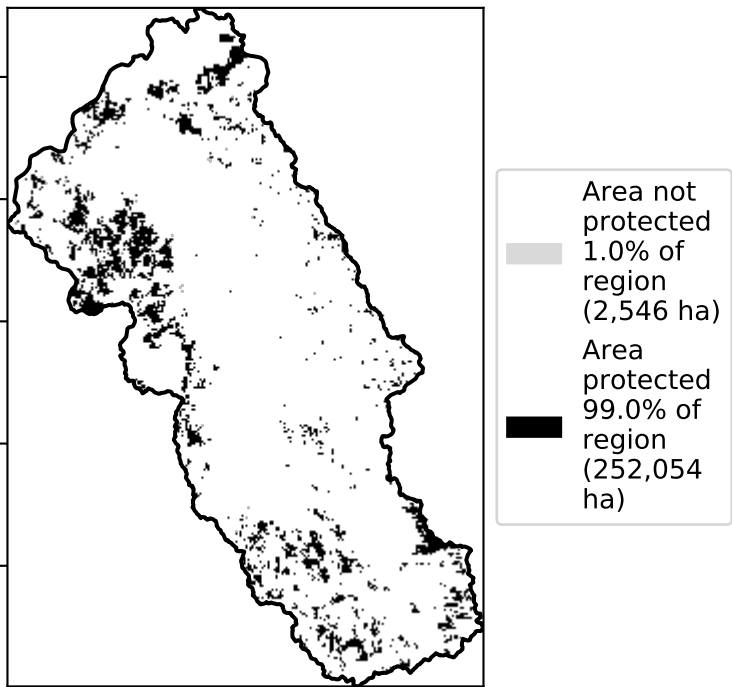 Area not
protected
1.0% of
region
(2,546 ha)
Area
protected
99.0% of
region
(252,054
ha)